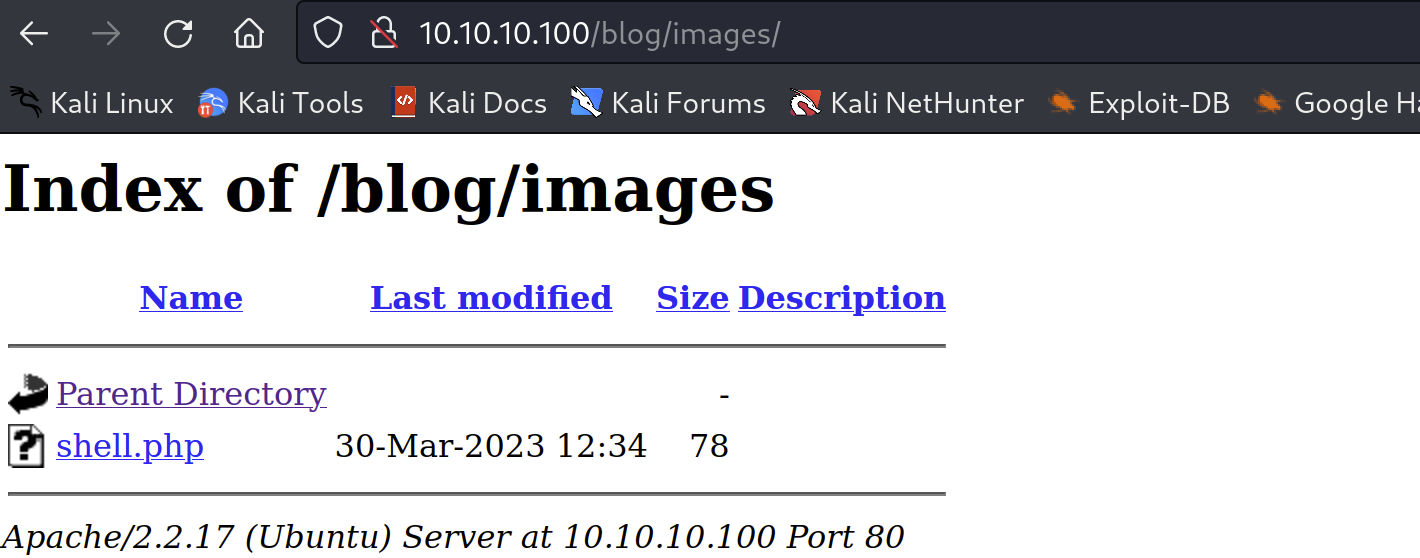 10.10.10.100/blog/images/
Kali Linux Kali Tools Kali Docs Kali Forums Kali NetHunter Exploit-DB Google Ha
Index of /blog/images
Name Last modified Size Description
Parent Directory -
shell.php 30-Mar-2023 12:34 78
Apache/2.2.17 (Ubuntu) Server at 10.10.10.100 Port 80